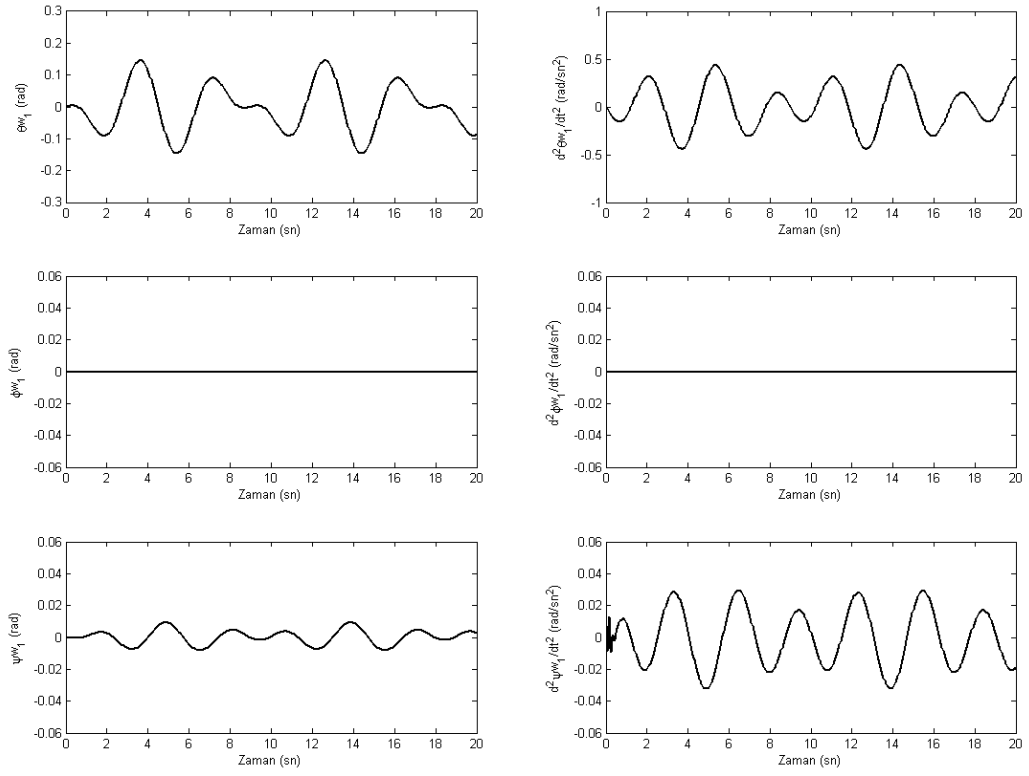 0.3
0.2
0.1
0
-0.1
-0.2
-0.3
θw₁ (rad)
0 2 4 6 8 10 12 14 16 18 20
Zaman (sn)
1
0.5
0
-0.5
-1
d²θw₁/dt² (rad/sn²)
0 2 4 6 8 10 12 14 16 18 20
Zaman (sn)
0.06
0.04
0.02
0
-0.02
-0.04
-0.06
ϕw₁ (rad)
0 2 4 6 8 10 12 14 16 18 20
Zaman (sn)
0.06
0.04
0.02
0
-0.02
-0.04
-0.06
d²ϕw₁/dt² (rad/sn²)
0 2 4 6 8 10 12 14 16 18 20
Zaman (sn)
0.06
0.04
0.02
0
-0.02
-0.04
-0.06
ψw₁ (rad)
0 2 4 6 8 10 12 14 16 18 20
Zaman (sn)
0.06
0.04
0.02
0
-0.02
-0.04
-0.06
d²ψw₁/dt² (rad/sn²)
0 2 4 6 8 10 12 14 16 18 20
Zaman (sn)